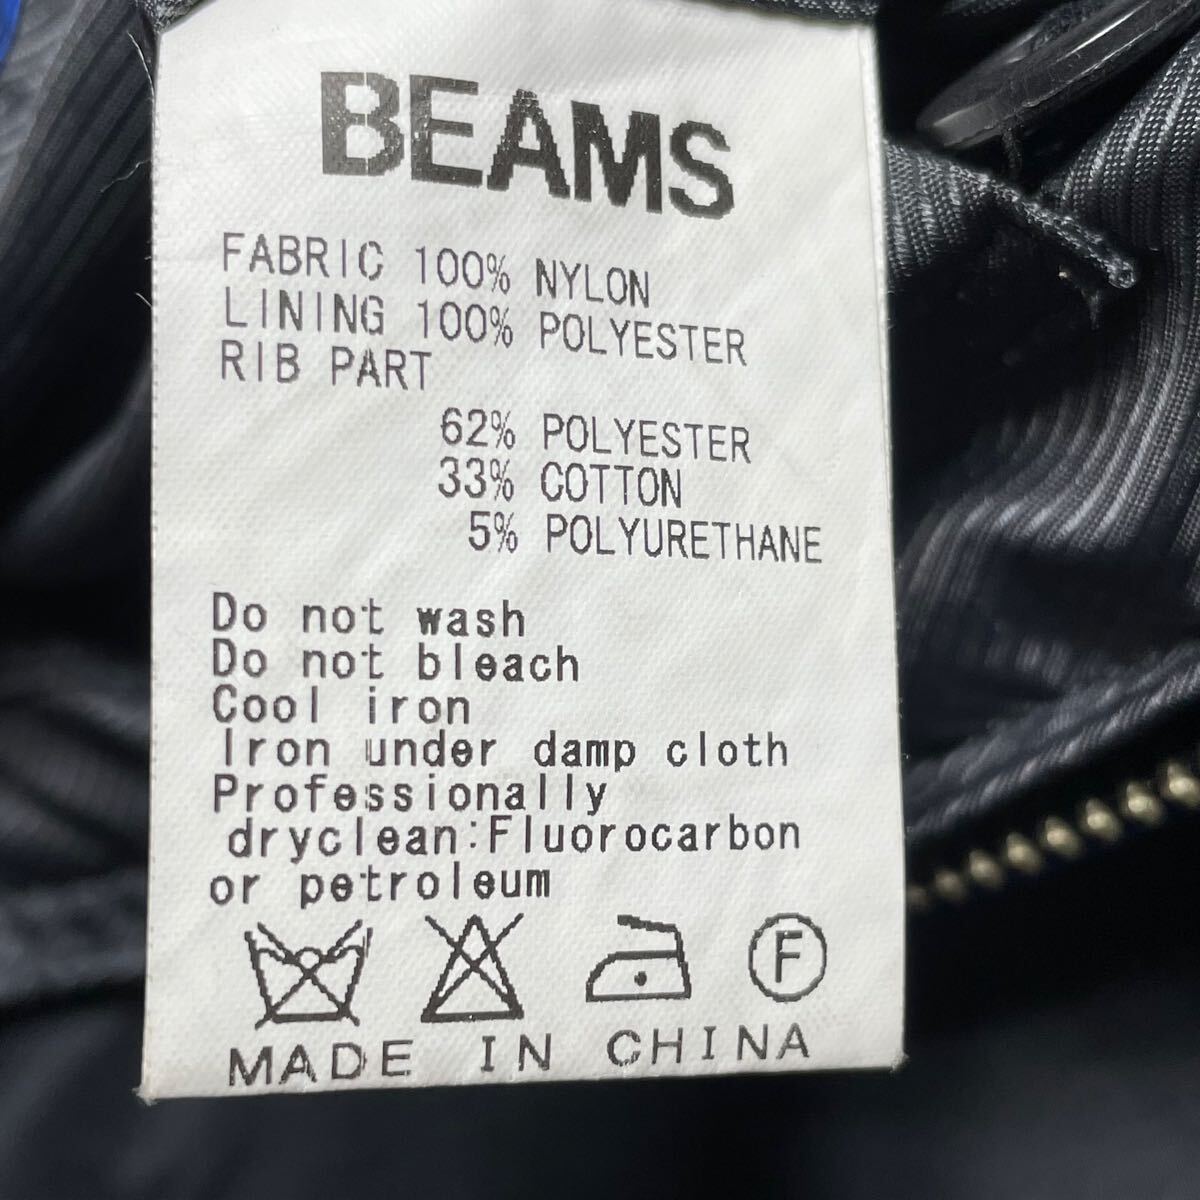 BEAMS
FABRIC 100% NYLON
LINING 100% POLYESTER
RIB PART
62% POLYESTER
33% COTTON
5% POLYURETHANE
Do not wash
Do not bleach
Cool iron
Iron under damp cloth
Professionally
dryclean:Fluorocarbon
or petroleum
F
MADE IN CHINA